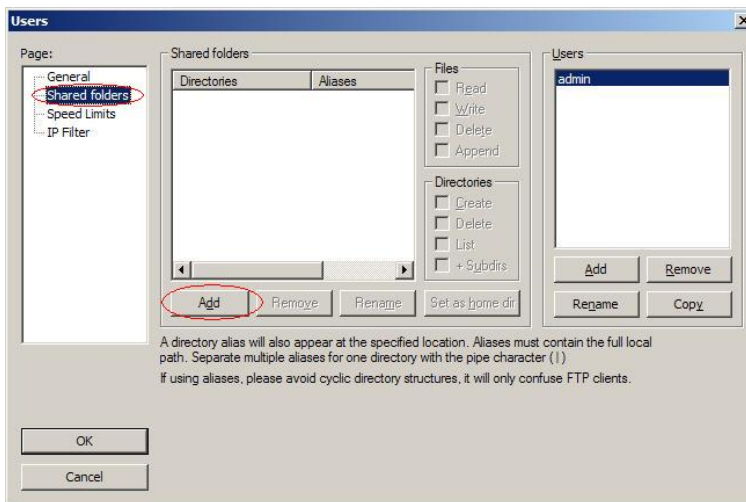 Users
Page:
General
Shared folders
Speed Limits
IP Filter
Shared folders
Directories Aliases
Files
Read
Write
Delete
Append
Directories
Create
Delete
List
+ Subdirs
Add Remove Rename Set as home dir
Users
admin
Add Remove
Rename Copy
A directory alias will also appear at the specified location. Aliases must contain the full local
path. Separate multiple aliases for one directory with the pipe character (|)
If using aliases, please avoid cyclic directory structures, it will only confuse FTP clients.
OK
Cancel